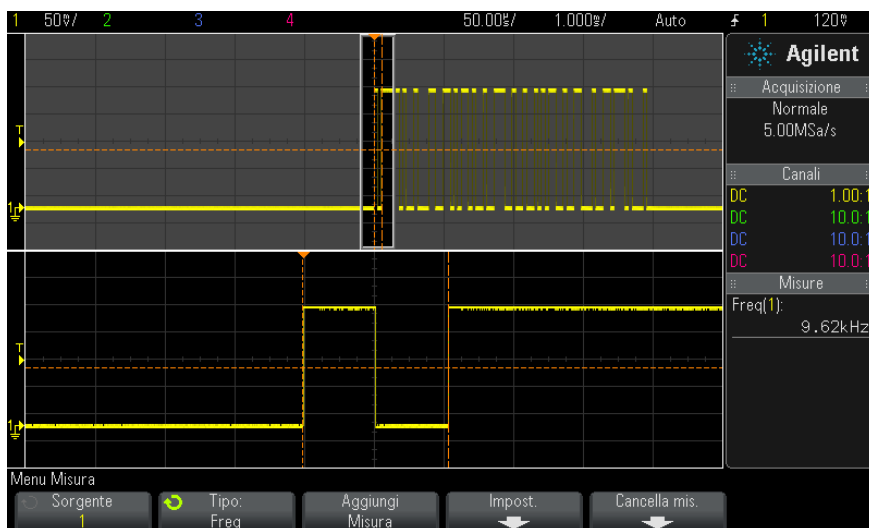 1 50V/ 2 3 4 50.00s/ 1.000s/ Auto 1 120V
Agilent
Acquisizione
Normale
5.00MSa/s
Canali
DC 1.00:1
DC 10.0:1
DC 10.0:1
DC 10.0:1
Misure
Freq(1):
9.62kHz
T
1
T
1
Menu Misura
Sorgente
1
Tipo:
Freq
Aggiungi
Misura
Impost.
Cancella mis.